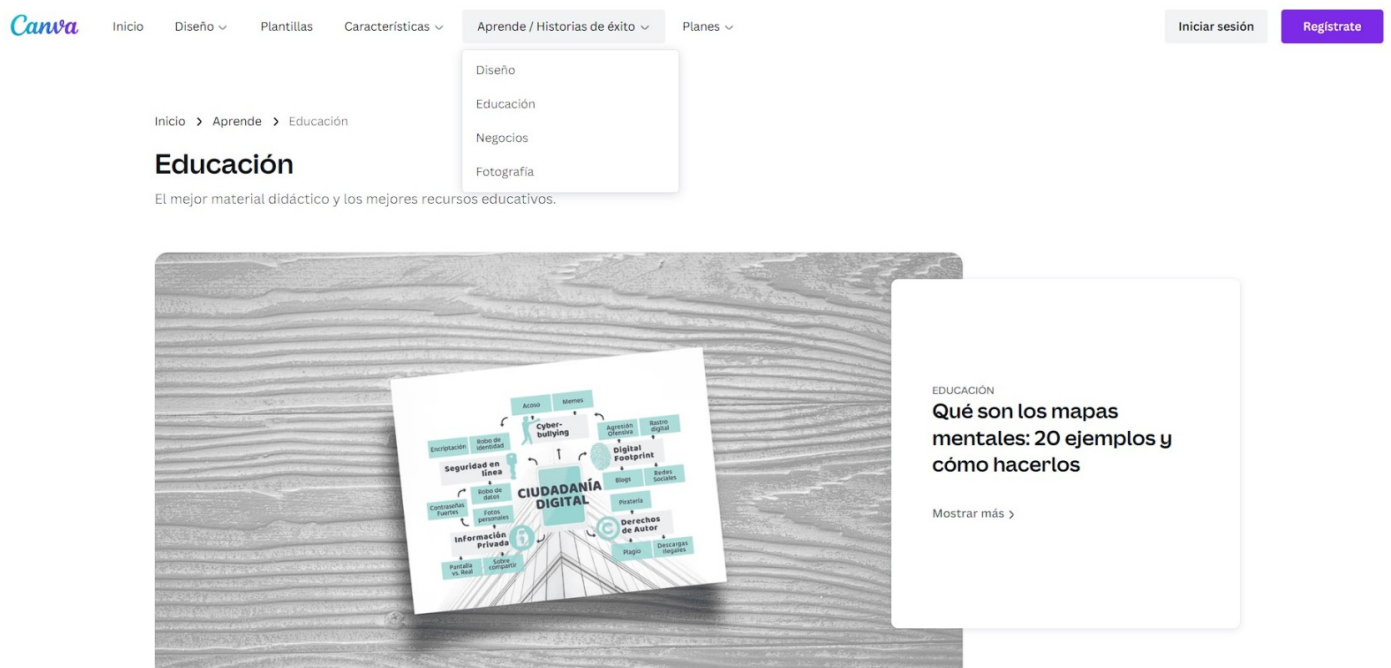 Canva
Inicio
Diseño
Plantillas
Características
Aprende / Historias de éxito
Planes
Iniciar sesión
Regístrate
Diseño
Educación
Negocios
Fotografía
Inicio > Aprende > Educación
Educación
El mejor material didáctico y los mejores recursos educativos.
Acoso
Memes
Cyber-
bullying
Encriptación
Robo de
identidad
Agresión
Ofensiva
Rastro
digital
Seguridad en
línea
Digital
Footprint
Contraseñas
Fuertes
Robo de
datos
CIUDADANÍA
DIGITAL
Blogs
Redes
Sociales
Fotos
personales
Piratería
Información
Privada
Derechos
de Autor
Pantalla
vs. Real
Sobre
compartir
Plagio
Descargas
Ilegales
EDUCACIÓN
Qué son los mapas
mentales: 20 ejemplos y
cómo hacerlos
Mostrar más >